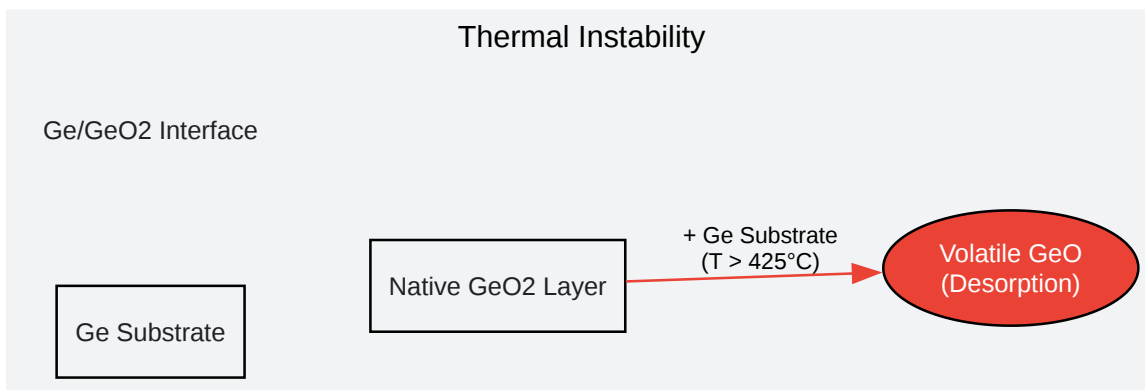 Thermal Instability
Ge/GeO2 Interface
+ Ge Substrate
(T > 425°C)
Volatile GeO
(Desorption)
Native GeO2 Layer
Ge Substrate